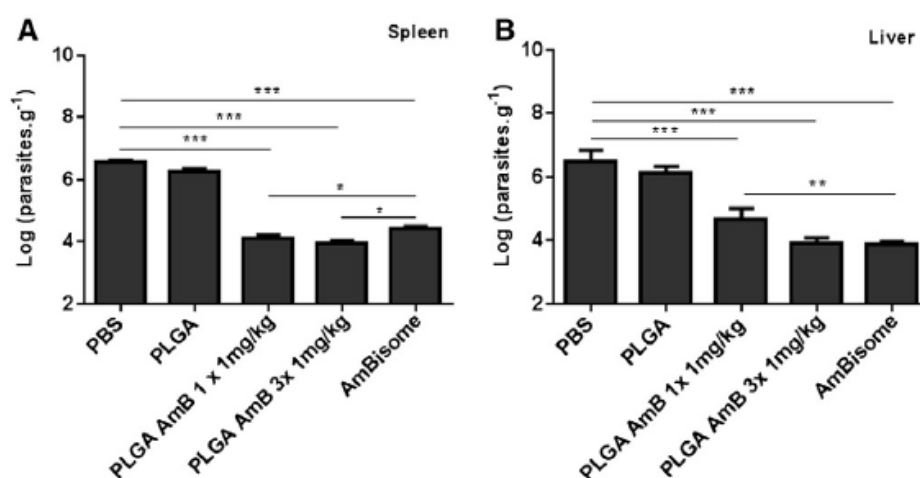 A
Spleen
Log (parasites.g⁻¹)
10
8
6
4
2
***
***
***
*
*
PBS
PLGA
PLGA AmB 1 x 1mg/kg
PLGA AmB 3x 1mg/kg
AmBisome
B
Liver
Log (parasites.g⁻¹)
10
8
6
4
2
***
***
***
**
PBS
PLGA
PLGA AmB 1x 1mg/kg
PLGA AmB 3x 1mg/kg
AmBisome